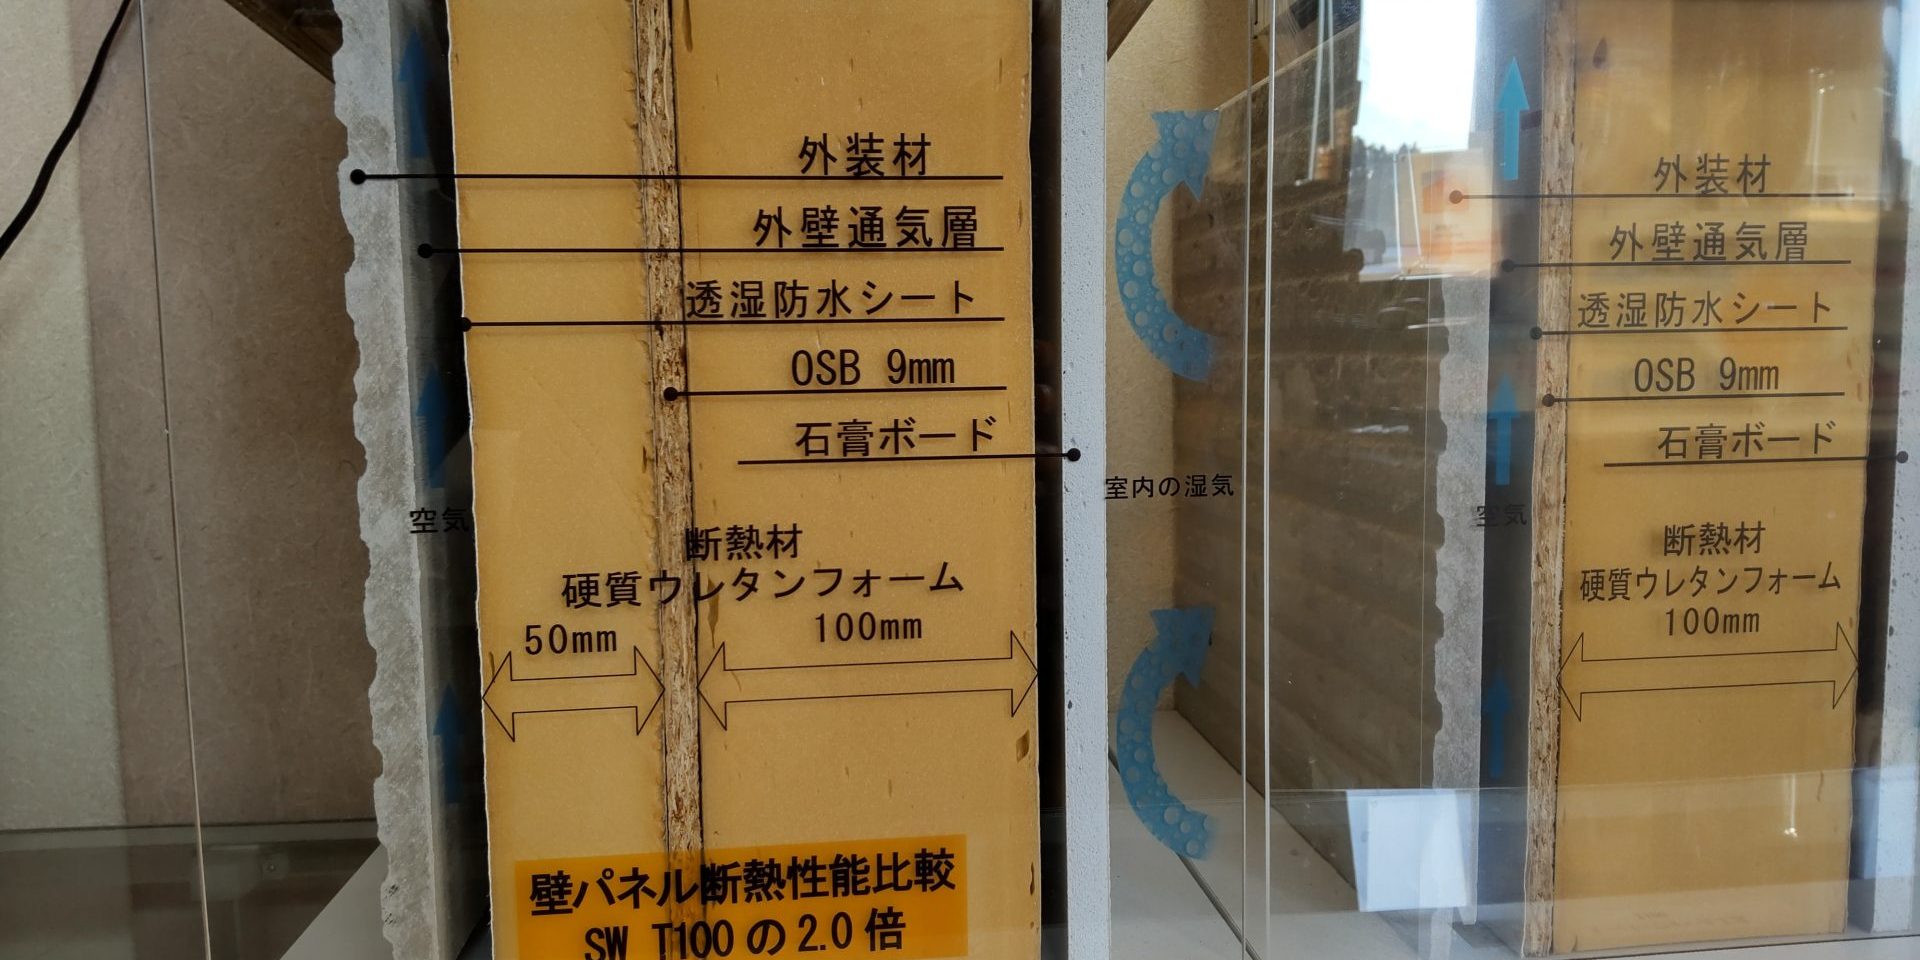 外装材
外壁通気層
透湿防水シート
OSB 9mm
石膏ボード
空気
室内の湿気
断熱材
硬質ウレタンフォーム
50mm
100mm
壁パネル断熱性能比較
SW T100の2.0倍
外装材
外壁通気層
透湿防水シート
OSB 9mm
石膏ボード
空気
断熱材
硬質ウレタンフォーム
100mm